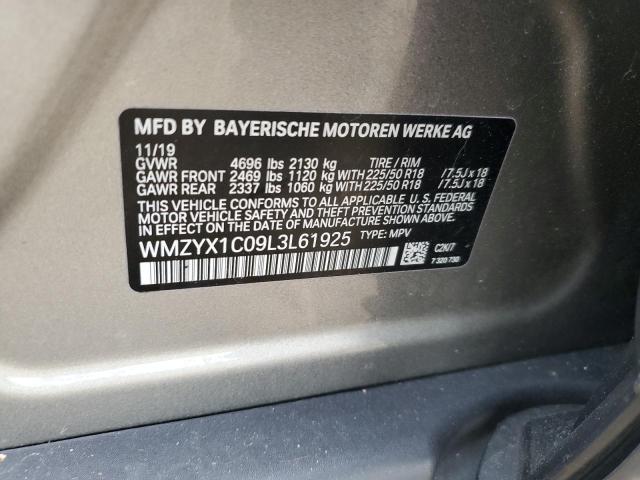 MFD BY BAYERISCHE MOTOREN WERKE AG
11/19
GVWR 4696 lbs 2130 kg TIRE / RIM
GAWR FRONT 2469 lbs 1120 kg WITH 225/50 R18 /7.5J x 18
GAWR REAR 2337 lbs 1060 kg WITH 225/50 R18 /7.5J x 18
THIS VEHICLE CONFORMS TO ALL APPLICABLE U. S. FEDERAL
MOTOR VEHICLE SAFETY AND THEFT PREVENTION STANDARDS
IN EFFECT ON THE DATE OF MANUFACTURE SHOWN ABOVE.
WMZYX1C09L3L61925 TYPE: MPV
C2K/7
7 320 730